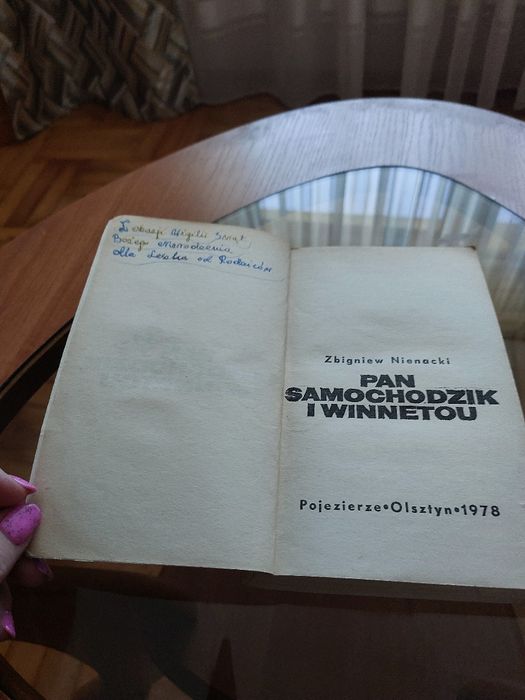 Z okazji Wigilii Świąt
Bożego Narodzenia
dla Leszka od Rodziców
Zbigniew Nienacki
PAN
SAMOCHODZIK
I WINNETOU
Pojezierze•Olsztyn•1978